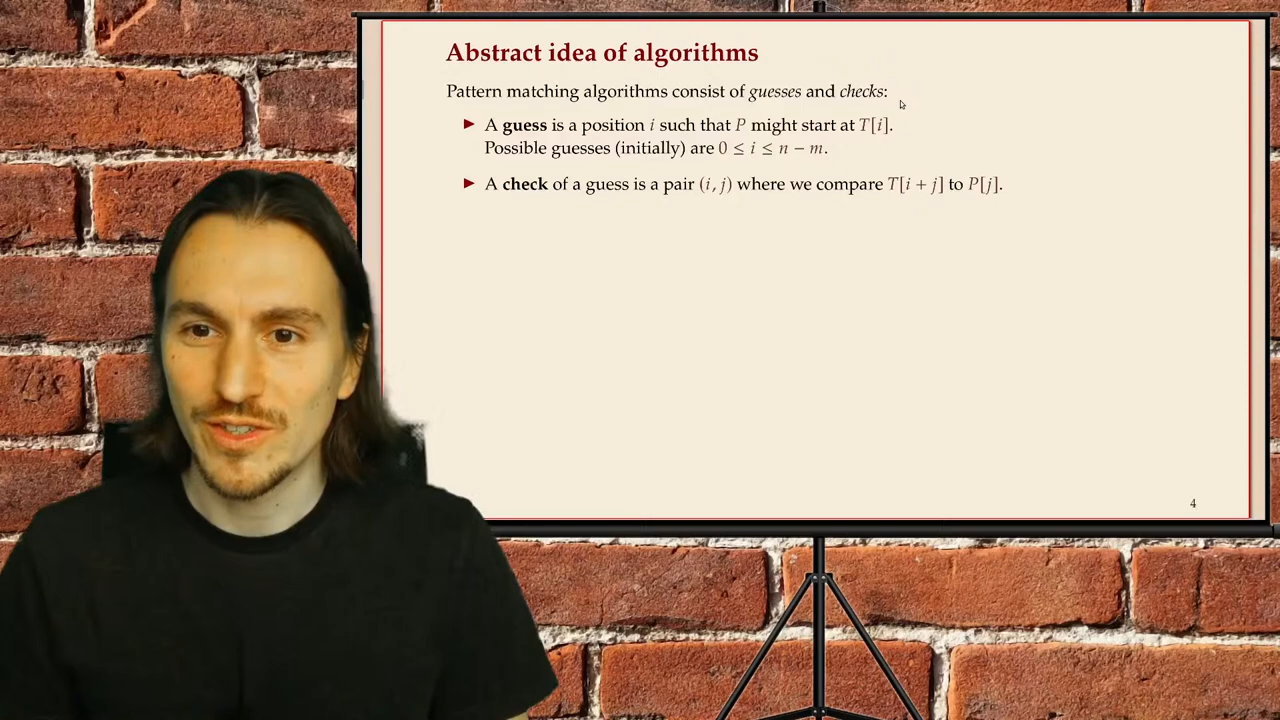 Abstract idea of algorithms
Pattern matching algorithms consist of guesses and checks:
▶ A guess is a position i such that P might start at T[i].
Possible guesses (initially) are 0 ≤ i ≤ n − m.
▶ A check of a guess is a pair (i, j) where we compare T[i + j] to P[j].
4